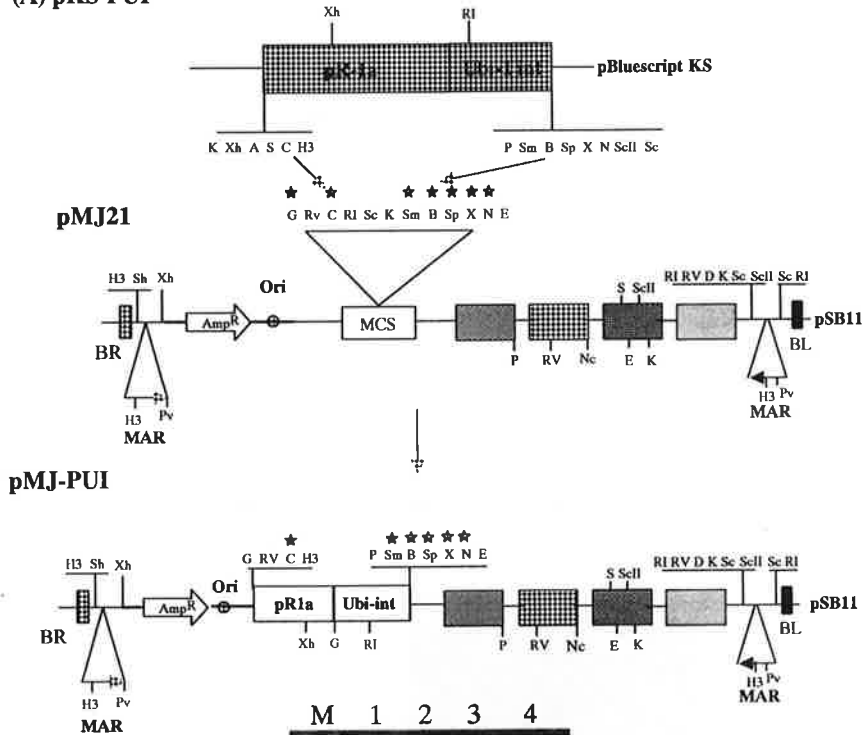 (A) pKS-PUI
Xh RI
pR-1a Ubi-1int pBluescript KS
K Xh A S C H3 P Sm B Sp X N ScII Sc
G Rv C RI Sc K Sm B Sp X N E
pMJ21
H3 Sh Xh
Ori
S ScII
RI RV D K Sc ScII Sc RI
BR
AmpR
MCS
pSB11
P RV Nc E K
BL
H3 Pv
MAR
H3 Pv
MAR
pMJ-PUI
G RV C H3
P Sm B Sp X N E
H3 Sh Xh
Ori
S ScII
RI RV D K Sc ScII Sc RI
BR
AmpR
pR1a Ubi-int
pSB11
Xh G RI
P RV Nc E K
BL
H3 Pv
MAR
H3 Pv
MAR
M 1 2 3 4